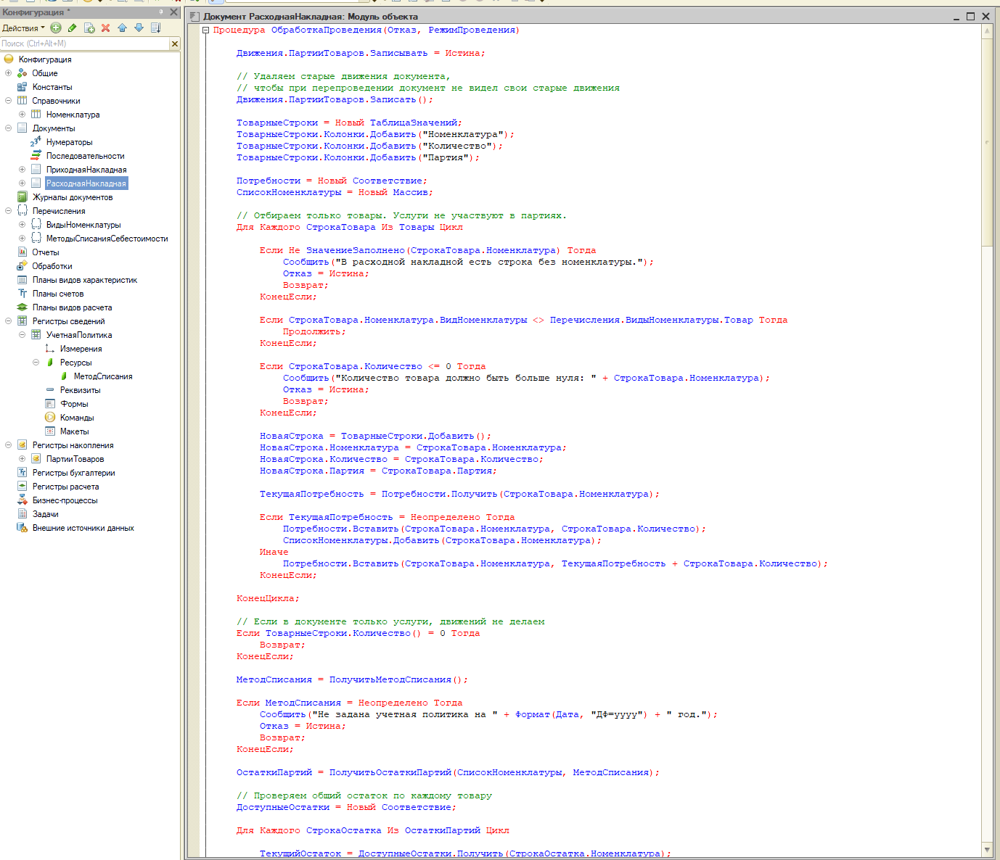 Конфигурация *
Действия
Поиск (Ctrl+Alt+M)
Конфигурация
Общие
Константы
Справочники
Номенклатура
Документы
Нумераторы
Последовательности
ПриходнаяНакладная
РасходнаяНакладная
Журналы документов
Перечисления
ВидыНоменклатуры
МетодыСписанияСебестоимости
Отчеты
Обработки
Планы видов характеристик
Планы счетов
Планы видов расчета
Регистры сведений
УчетнаяПолитика
Измерения
Ресурсы
МетодСписания
Реквизиты
Формы
Команды
Макеты
Регистры накопления
ПартииТоваров
Регистры бухгалтерии
Регистры расчета
Бизнес-процессы
Задачи
Внешние источники данных
Документ РасходнаяНакладная: Модуль объекта
Процедура ОбработкаПроведения(Отказ, РежимПроведения)
Движения.ПартииТоваров.Записывать = Истина;
// Удаляем старые движения документа,
// чтобы при перепроведении документ не видел свои старые движения
Движения.ПартииТоваров.Записать();
ТоварныеСтроки = Новый ТаблицаЗначений;
ТоварныеСтроки.Колонки.Добавить("Номенклатура");
ТоварныеСтроки.Колонки.Добавить("Количество");
ТоварныеСтроки.Колонки.Добавить("Партия");
Потребности = Новый Соответствие;
СписокНоменклатуры = Новый Массив;
// Отбираем только товары. Услуги не участвуют в партиях.
Для Каждого СтрокаТовара Из Товары Цикл
Если Не ЗначениеЗаполнено(СтрокаТовара.Номенклатура) Тогда
Сообщить("В расходной накладной есть строка без номенклатуры.");
Отказ = Истина;
Возврат;
КонецЕсли;
Если СтрокаТовара.Номенклатура.ВидНоменклатуры <> Перечисления.ВидыНоменклатуры.Товар Тогда
Продолжить;
КонецЕсли;
Если СтрокаТовара.Количество <= 0 Тогда
Сообщить("Количество товара должно быть больше нуля: " + СтрокаТовара.Номенклатура);
Отказ = Истина;
Возврат;
КонецЕсли;
НоваяСтрока = ТоварныеСтроки.Добавить();
НоваяСтрока.Номенклатура = СтрокаТовара.Номенклатура;
НоваяСтрока.Количество = СтрокаТовара.Количество;
НоваяСтрока.Партия = СтрокаТовара.Партия;
ТекущаяПотребность = Потребности.Получить(СтрокаТовара.Номенклатура);
Если ТекущаяПотребность = Неопределено Тогда
Потребности.Вставить(СтрокаТовара.Номенклатура, СтрокаТовара.Количество);
СписокНоменклатуры.Добавить(СтрокаТовара.Номенклатура);
Иначе
Потребности.Вставить(СтрокаТовара.Номенклатура, ТекущаяПотребность + СтрокаТовара.Количество);
КонецЕсли;
КонецЦикла;
// Если в документе только услуги, движений не делаем
Если ТоварныеСтроки.Количество() = 0 Тогда
Возврат;
КонецЕсли;
МетодСписания = ПолучитьМетодСписания();
Если МетодСписания = Неопределено Тогда
Сообщить("Не задана учетная политика на " + Формат(Дата, "ДФ=yyyy") + " год.");
Отказ = Истина;
Возврат;
КонецЕсли;
ОстаткиПартий = ПолучитьОстаткиПартий(СписокНоменклатуры, МетодСписания);
// Проверяем общий остаток по каждому товару
ДоступныеОстатки = Новый Соответствие;
Для Каждого СтрокаОстатка Из ОстаткиПартий Цикл
ТекущийОстаток = ДоступныеОстатки.Получить(СтрокаОстатка.Номенклатура);